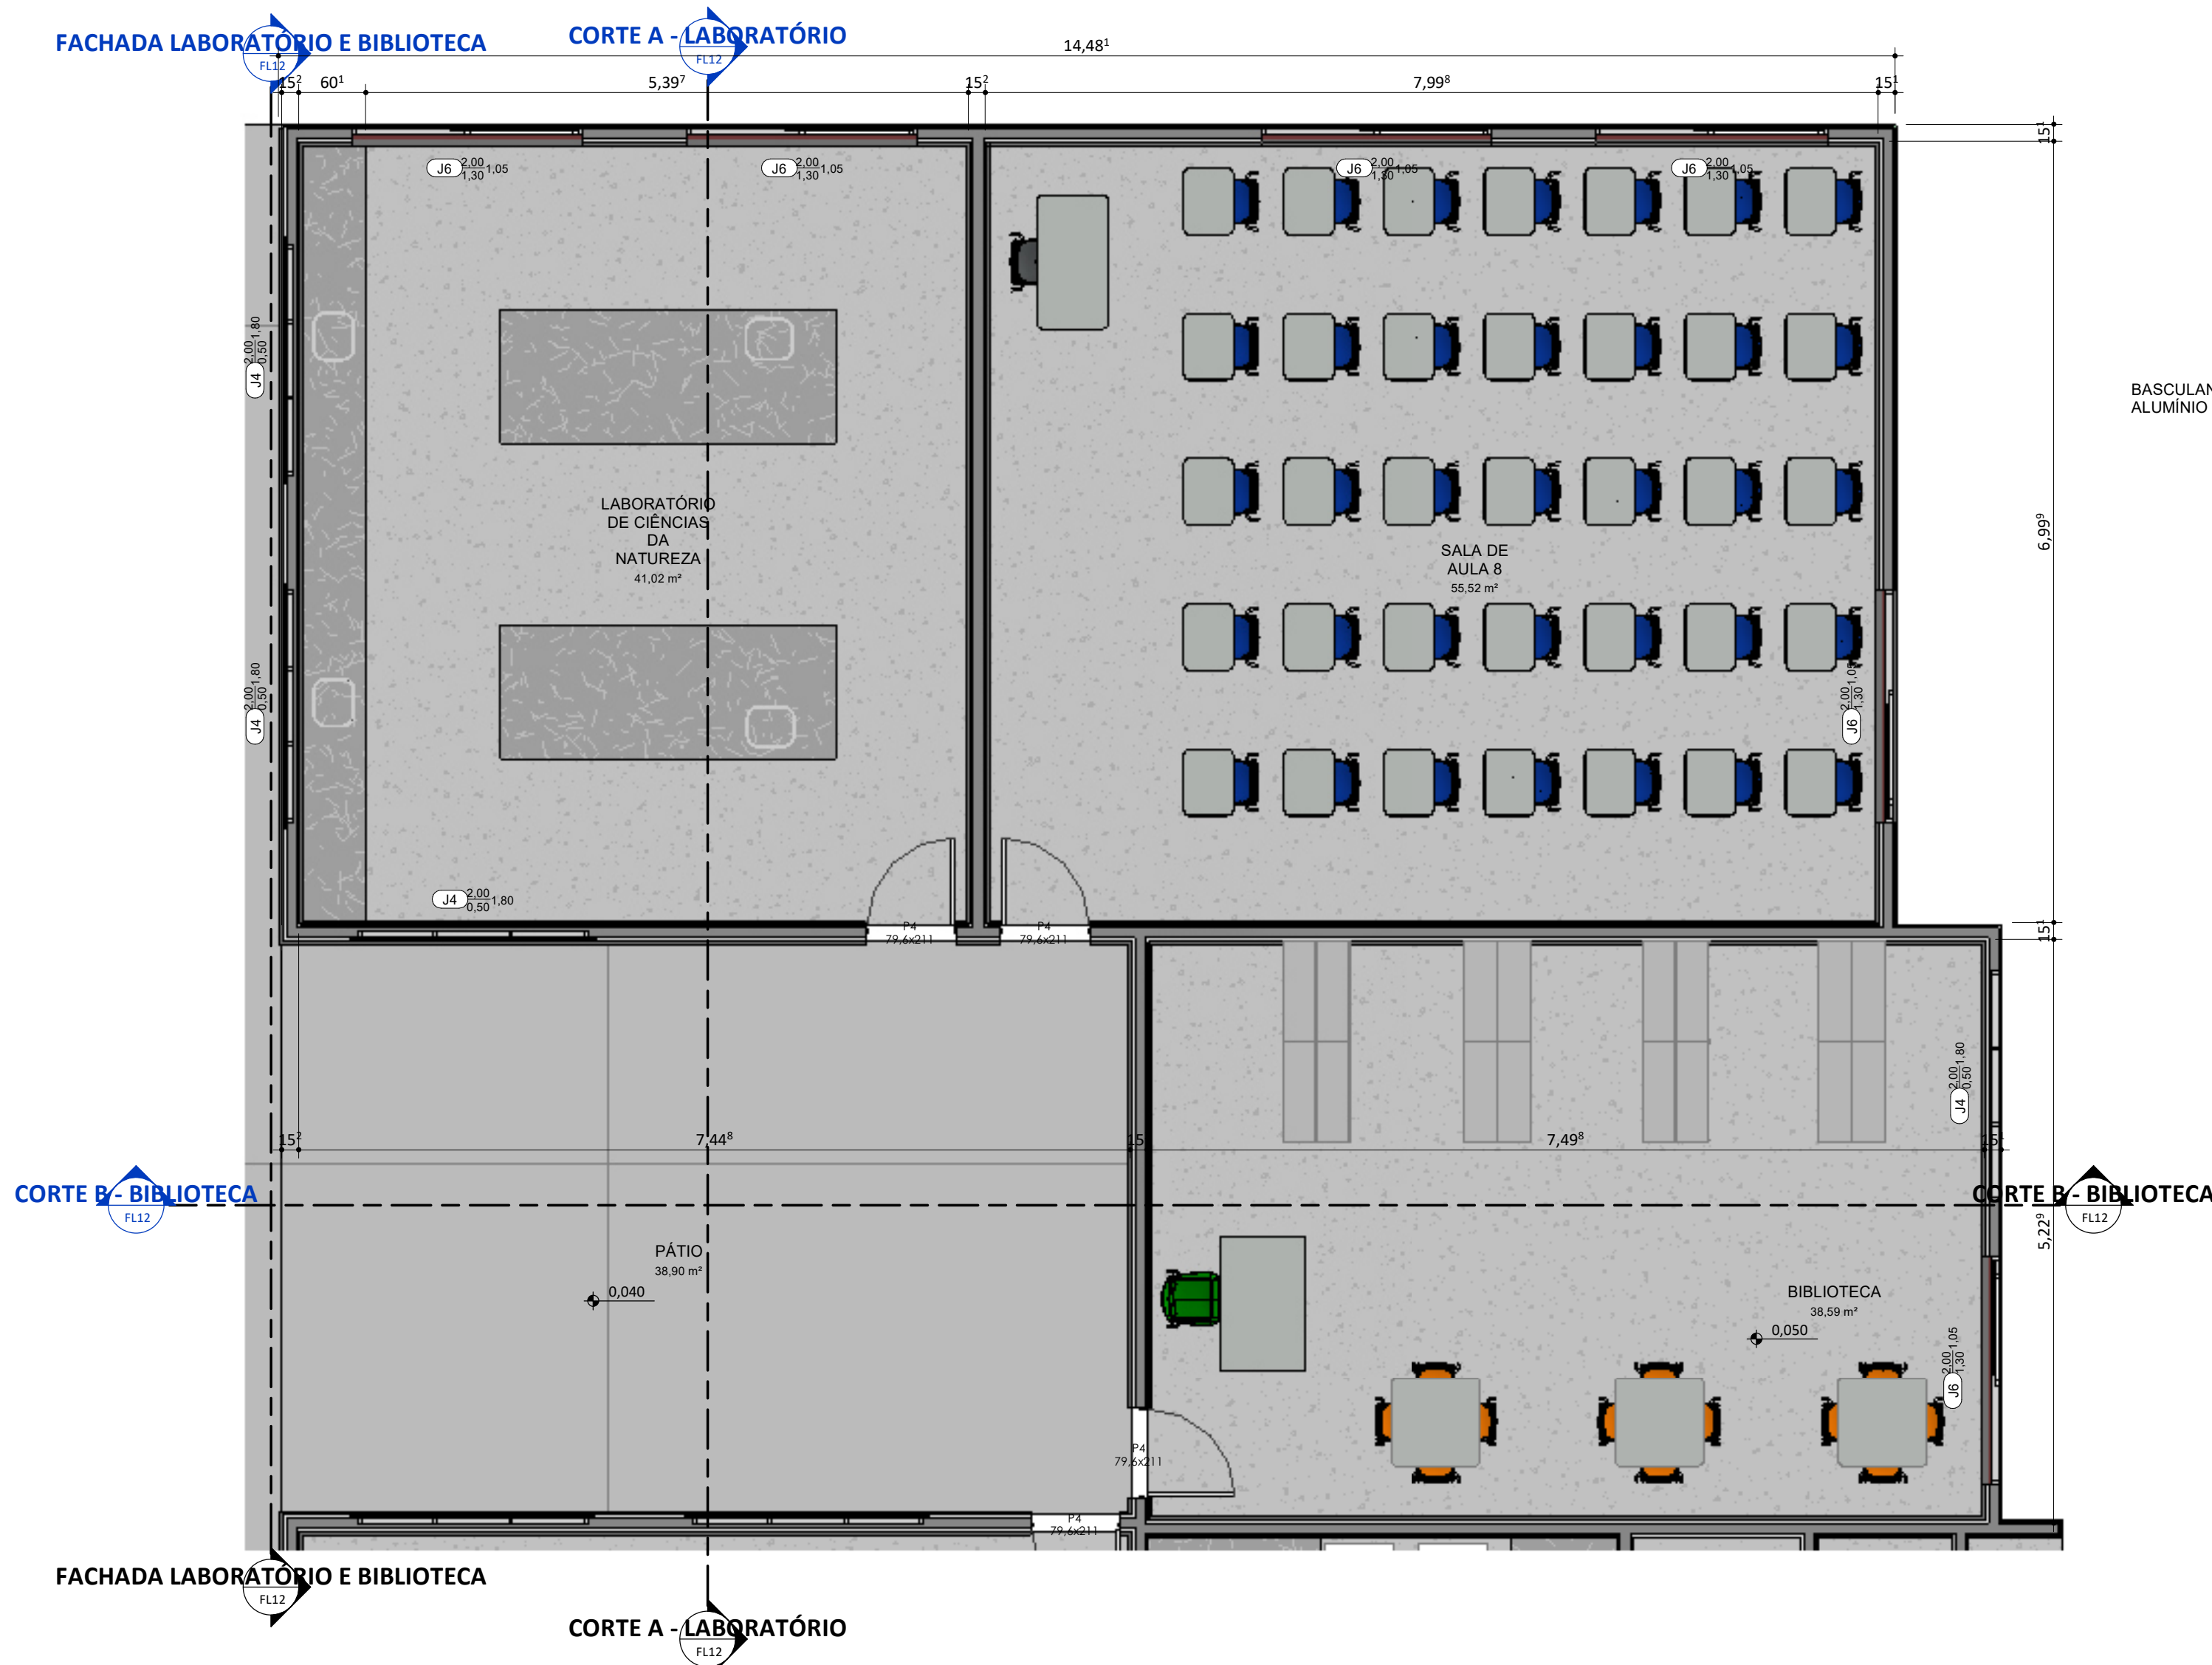 FACHADA LABORATÓRIO E BIBLIOTECA
FL12
CORTE A - LABORATÓRIO
FL12
14,48¹
15²
60¹
5,39⁷
15²
7,99⁸
15¹
15¹
J6 2,00 1,30 1,05
J6 2,00 1,30 1,05
J6 2,00 1,30 1,05
J6 2,00 1,30 1,05
J4 2,00 0,50 1,80
BASCULAN
ALUMÍNIO
LABORATÓRIO
DE CIÊNCIAS
DA
NATUREZA
41,02 m²
SALA DE
AULA 8
55,52 m²
6,99⁹
J4 2,00 0,50 1,80
J6 2,00 1,30 1,05
J4 2,00 0,50 1,80
P4
79,6x211
P4
79,6x211
15¹
J4 2,00 0,50 1,80
15²
7,44⁸
15
7,49⁸
15¹
CORTE B - BIBLIOTECA
FL12
CORTE B - BIBLIOTECA
FL12
5,22⁹
PÁTIO
38,90 m²
0,040
BIBLIOTECA
38,59 m²
0,050
J6 2,00 1,30 1,05
P4
79,6x211
P4
79,6x211
FACHADA LABORATÓRIO E BIBLIOTECA
FL12
CORTE A - LABORATÓRIO
FL12